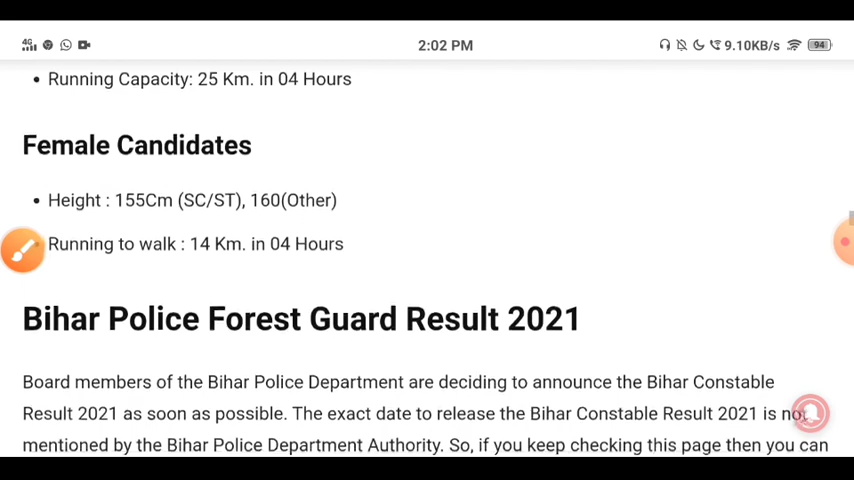 4G 2:02 PM 9.10KB/s 94
• Running Capacity: 25 Km. in 04 Hours
Female Candidates
• Height : 155Cm (SC/ST), 160(Other)
Running to walk : 14 Km. in 04 Hours
Bihar Police Forest Guard Result 2021
Board members of the Bihar Police Department are deciding to announce the Bihar Constable
Result 2021 as soon as possible. The exact date to release the Bihar Constable Result 2021 is not
mentioned by the Bihar Police Department Authority. So, if you keep checking this page then you can